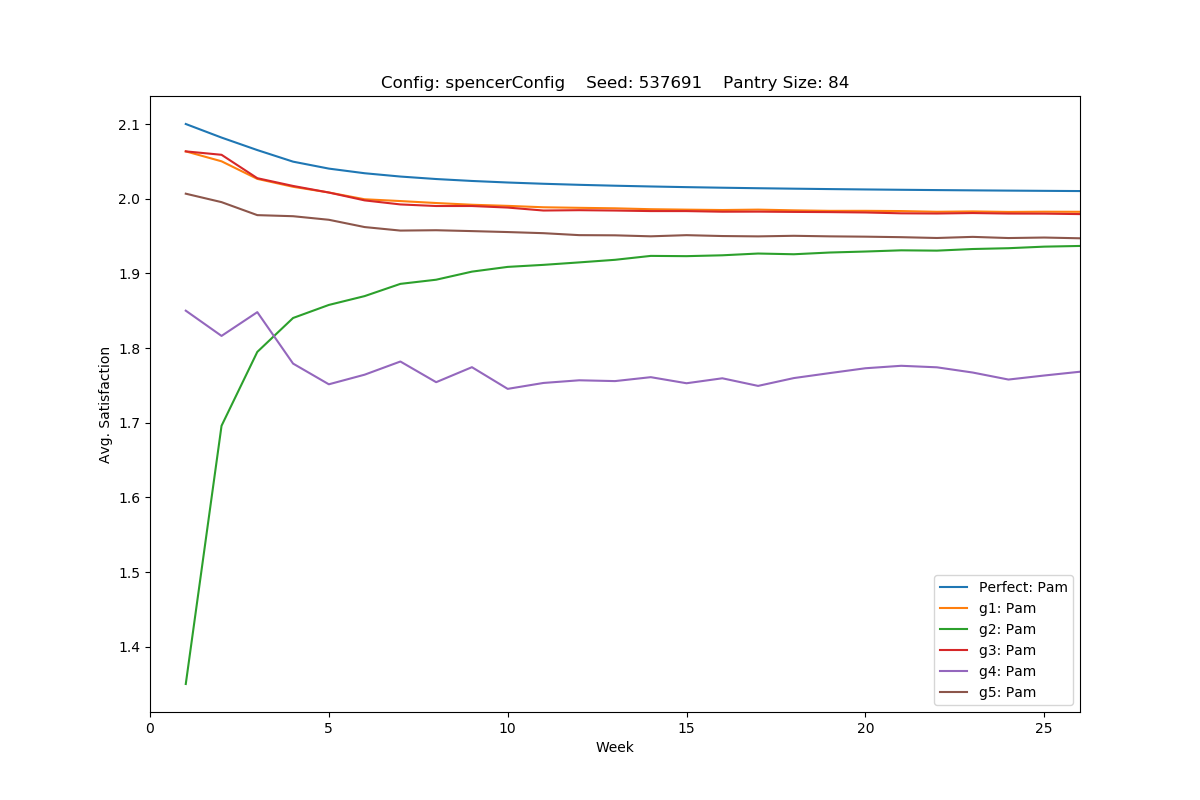 Config: spencerConfig    Seed: 537691    Pantry Size: 84
Avg. Satisfaction
2.1
2.0
1.9
1.8
1.7
1.6
1.5
1.4
Perfect: Pam
g1: Pam
g2: Pam
g3: Pam
g4: Pam
g5: Pam
0 5 10 15 20 25
Week